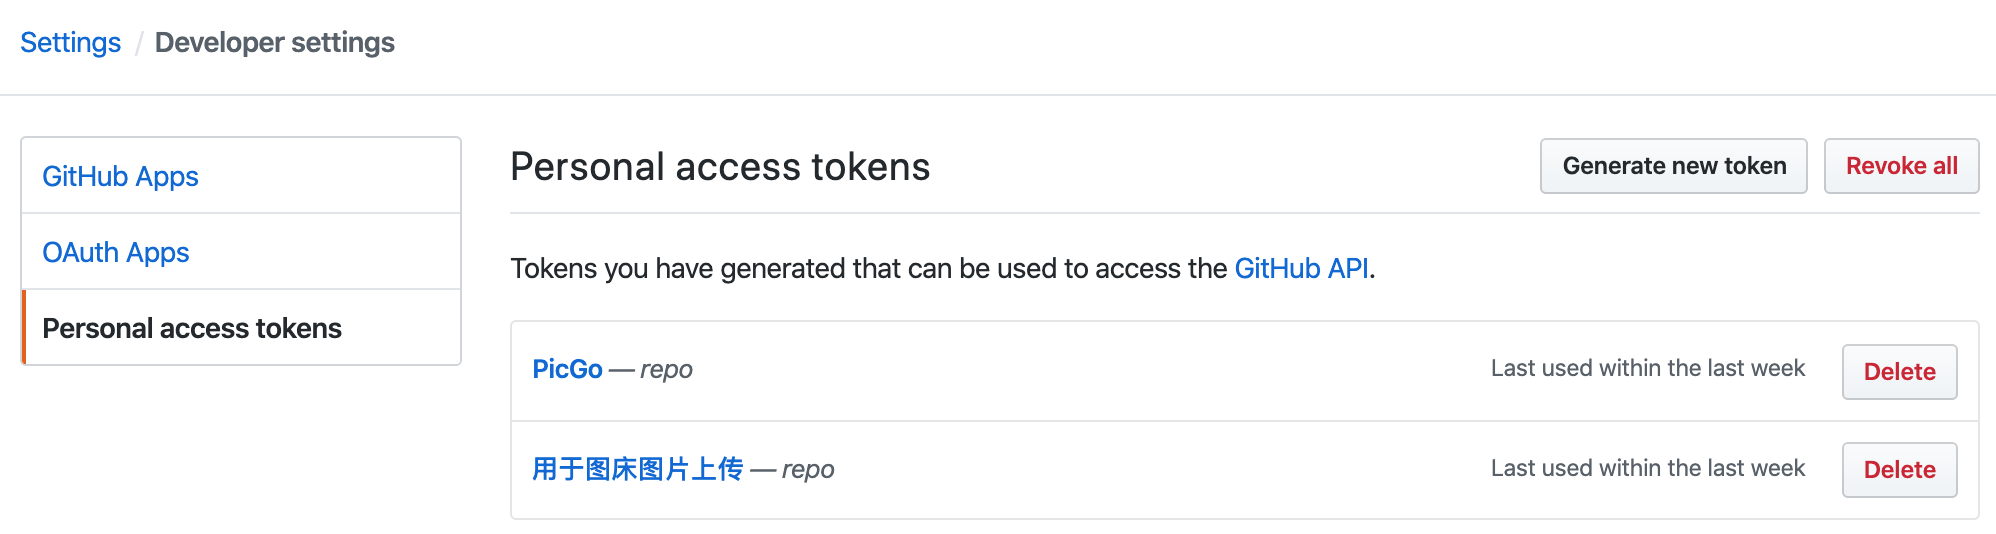 Settings / Developer settings
GitHub Apps
OAuth Apps
Personal access tokens
Personal access tokens
Generate new token
Revoke all
Tokens you have generated that can be used to access the GitHub API.
PicGo — repo
Last used within the last week
Delete
用于图床图片上传 — repo
Last used within the last week
Delete